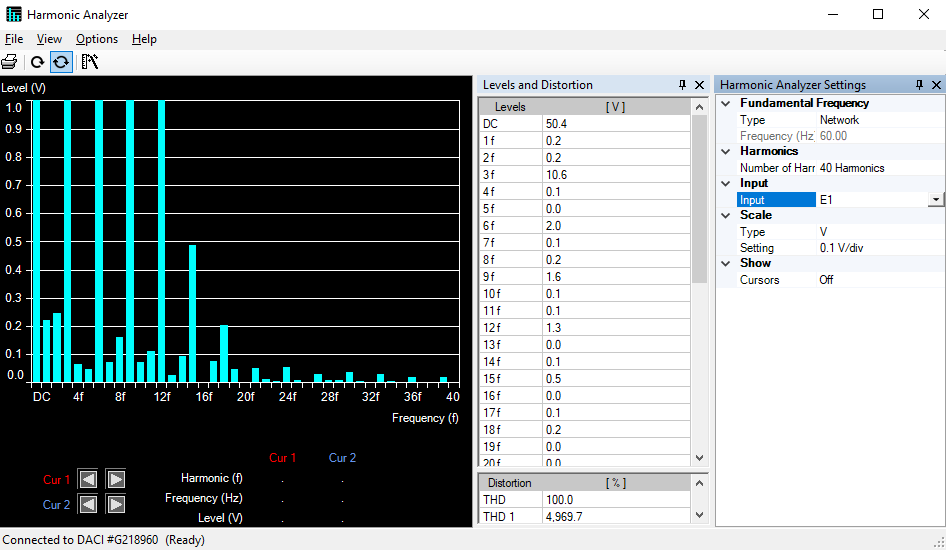 Harmonic Analyzer
File View Options Help
Level (V)
1.0
0.9
0.8
0.7
0.6
0.5
0.4
0.3
0.2
0.1
0.0
DC 4f 8f 12f 16f 20f 24f 28f 32f 36f 40
Frequency (f)
Cur 1 Cur 2
Cur 1
Cur 2
Harmonic (f) . .
Frequency (Hz) . .
Level (V) . .
Levels and Distortion
Levels [ V ]
DC 50.4
1 f 0.2
2 f 0.2
3 f 10.6
4 f 0.1
5 f 0.0
6 f 2.0
7 f 0.1
8 f 0.2
9 f 1.6
10 f 0.1
11 f 0.1
12 f 1.3
13 f 0.0
14 f 0.1
15 f 0.5
16 f 0.0
17 f 0.1
18 f 0.2
19 f 0.0
20 f 0.0
Distortion [ % ]
THD 100.0
THD 1 4,969.7
Harmonic Analyzer Settings
Fundamental Frequency
Type Network
Frequency (Hz 60.00
Harmonics
Number of Harr 40 Harmonics
Input
Input E1
Scale
Type V
Setting 0.1 V/div
Show
Cursors Off
Connected to DACI #G218960 (Ready)